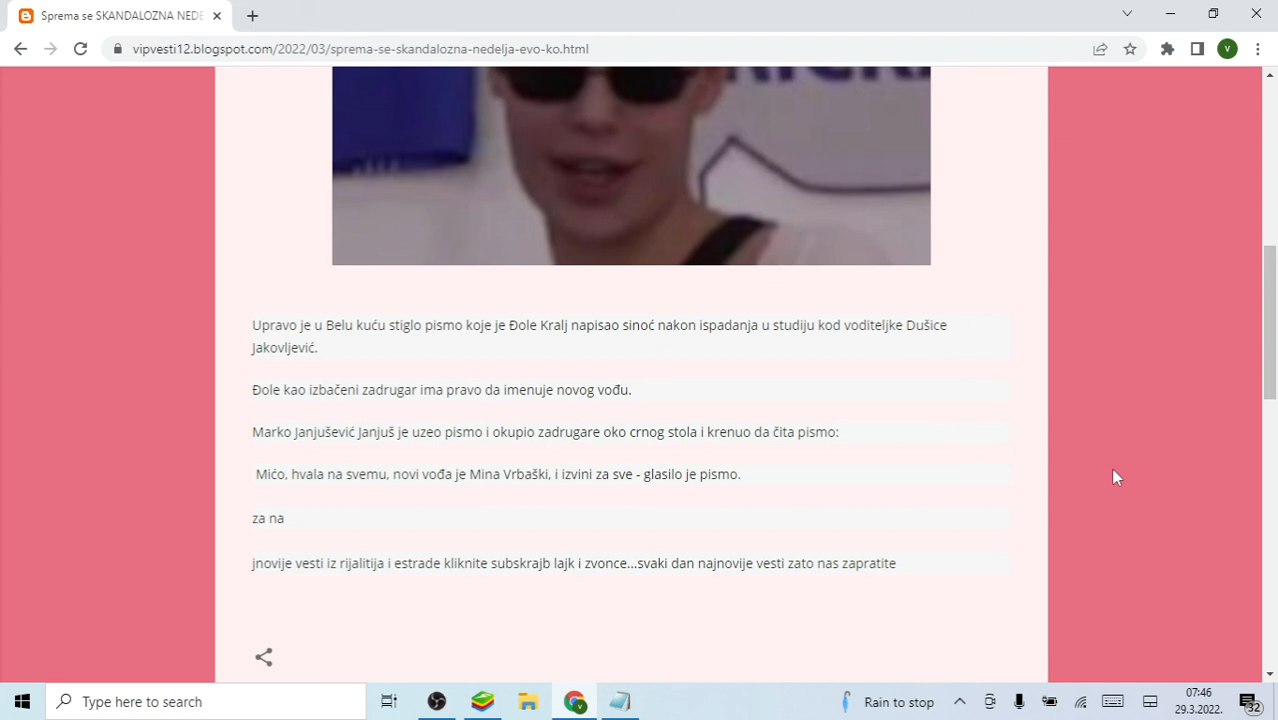 Sprema se SKANDALOZNA NEDE
vipvesti12.blogspot.com/2022/03/sprema-se-skandalozna-nedelja-evo-ko.html
V
Upravo je u Belu kuću stiglo pismo koje je Đole Kralj napisao sinoć nakon ispadanja u studiju kod voditeljke Dušice
Jakovljević.
Đole kao izbačeni zadrugar ima pravo da imenuje novog vođu.
Marko Janjušević Janjuš je uzeo pismo i okupio zadrugare oko crnog stola i krenuo da čita pismo:
Mićo, hvala na svemu, novi vođa je Mina Vrbaški, i izvini za sve - glasilo je pismo.
za na
jnovije vesti iz rijalitija i estrade kliknite subskrajb lajk i zvonce...svaki dan najnovije vesti zato nas zapratite
Type here to search
Rain to stop
07:46
29.3.2022.
32